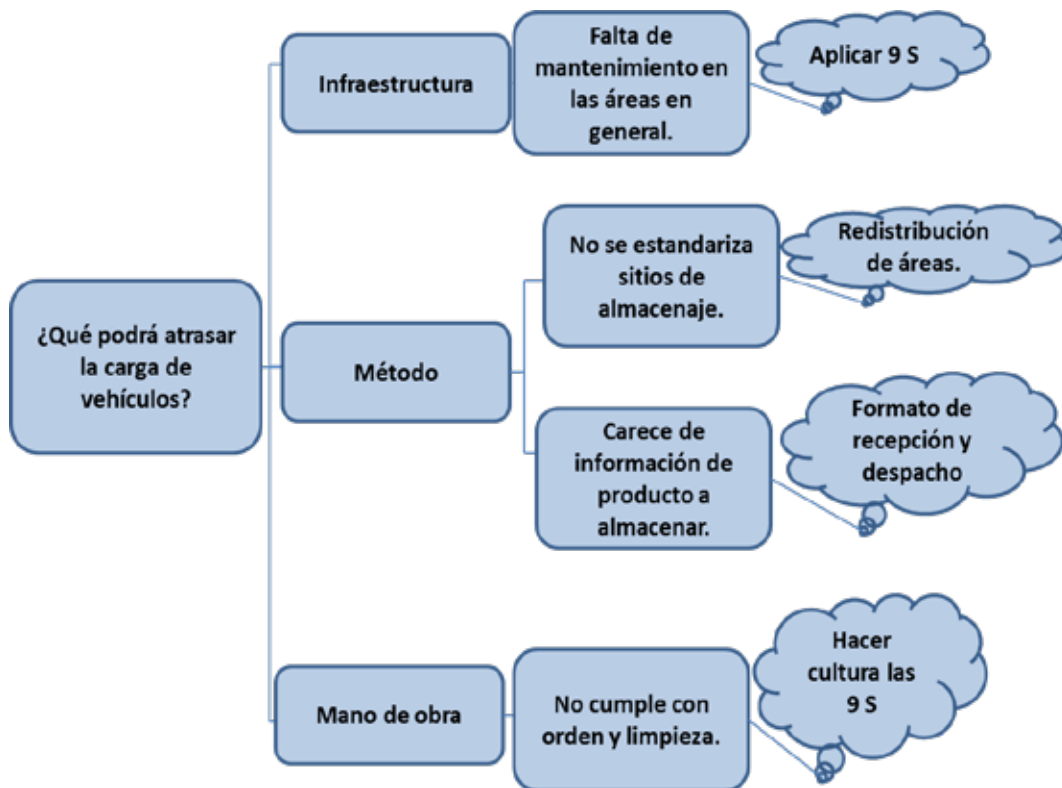 ¿Qué podrá atrasar
la carga de
vehículos?
Infraestructura
Falta de
mantenimiento en
las áreas en
general.
Aplicar 9 S
Método
No se estandariza
sitios de
almacenaje.
Redistribución
de áreas.
Carece de
información de
producto a
almacenar.
Formato de
recepción y
despacho
Mano de obra
No cumple con
orden y limpieza.
Hacer
cultura las
9 S